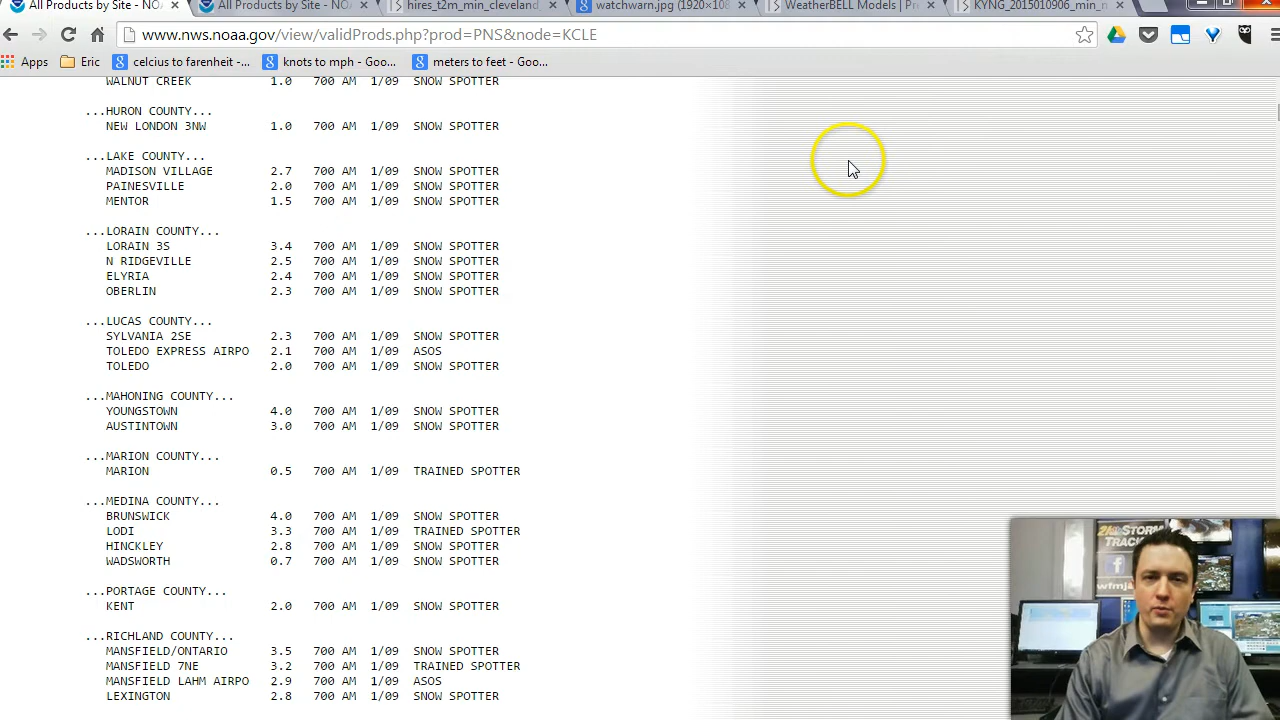 All Products by Site - NO
All Products by Site - NOA
hires_t2m_min_cleveland
watchwarn.jpg (1920×108
WeatherBELL Models | Pr
KYNG_2015010906_min_n
www.nws.noaa.gov/view/validProds.php?prod=PNS&node=KCLE
Apps Eric celcius to farenheit -... knots to mph - Goo... meters to feet - Goo...
WALNUT CREEK 1.0 700 AM 1/09 SNOW SPOTTER
...HURON COUNTY...
NEW LONDON 3NW 1.0 700 AM 1/09 SNOW SPOTTER
...LAKE COUNTY...
MADISON VILLAGE 2.7 700 AM 1/09 SNOW SPOTTER
PAINESVILLE 2.0 700 AM 1/09 SNOW SPOTTER
MENTOR 1.5 700 AM 1/09 SNOW SPOTTER
...LORAIN COUNTY...
LORAIN 3S 3.4 700 AM 1/09 SNOW SPOTTER
N RIDGEVILLE 2.5 700 AM 1/09 SNOW SPOTTER
ELYRIA 2.4 700 AM 1/09 SNOW SPOTTER
OBERLIN 2.3 700 AM 1/09 SNOW SPOTTER
...LUCAS COUNTY...
SYLVANIA 2SE 2.3 700 AM 1/09 SNOW SPOTTER
TOLEDO EXPRESS AIRPO 2.1 700 AM 1/09 ASOS
TOLEDO 2.0 700 AM 1/09 SNOW SPOTTER
...MAHONING COUNTY...
YOUNGSTOWN 4.0 700 AM 1/09 SNOW SPOTTER
AUSTINTOWN 3.0 700 AM 1/09 SNOW SPOTTER
...MARION COUNTY...
MARION 0.5 700 AM 1/09 TRAINED SPOTTER
...MEDINA COUNTY...
BRUNSWICK 4.0 700 AM 1/09 SNOW SPOTTER
LODI 3.3 700 AM 1/09 TRAINED SPOTTER
HINCKLEY 2.8 700 AM 1/09 SNOW SPOTTER
WADSWORTH 0.7 700 AM 1/09 SNOW SPOTTER
...PORTAGE COUNTY...
KENT 2.0 700 AM 1/09 SNOW SPOTTER
...RICHLAND COUNTY...
MANSFIELD/ONTARIO 3.5 700 AM 1/09 SNOW SPOTTER
MANSFIELD 7NE 3.2 700 AM 1/09 TRAINED SPOTTER
MANSFIELD LAHM AIRPO 2.9 700 AM 1/09 ASOS
LEXINGTON 2.8 700 AM 1/09 SNOW SPOTTER
STORM
TRACK
wfmj